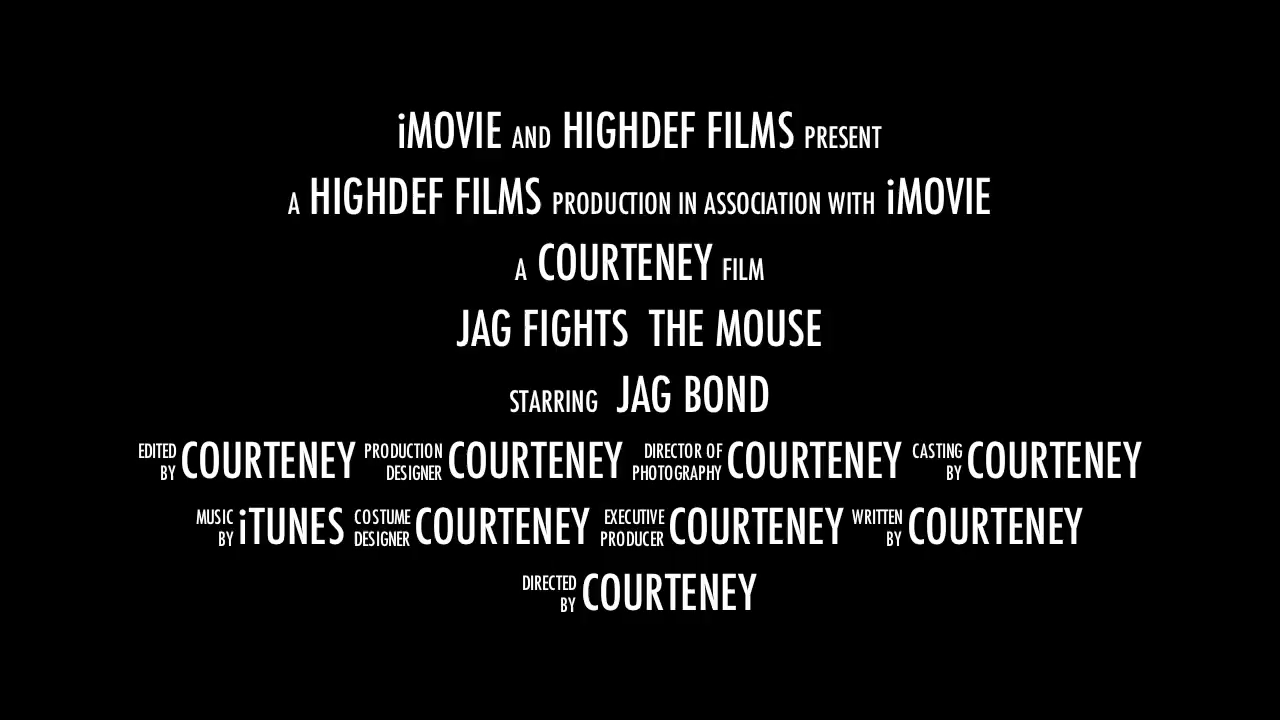 iMOVIE AND HIGHDEF FILMS PRESENT
A HIGHDEF FILMS PRODUCTION IN ASSOCIATION WITH iMOVIE
A COURTENEY FILM
JAG FIGHTS THE MOUSE
STARRING JAG BOND
EDITED BY COURTENEY PRODUCTION DESIGNER COURTENEY DIRECTOR OF PHOTOGRAPHY COURTENEY CASTING BY COURTENEY
MUSIC BY iTUNES COSTUME DESIGNER COURTENEY EXECUTIVE PRODUCER COURTENEY WRITTEN BY COURTENEY
DIRECTED BY COURTENEY